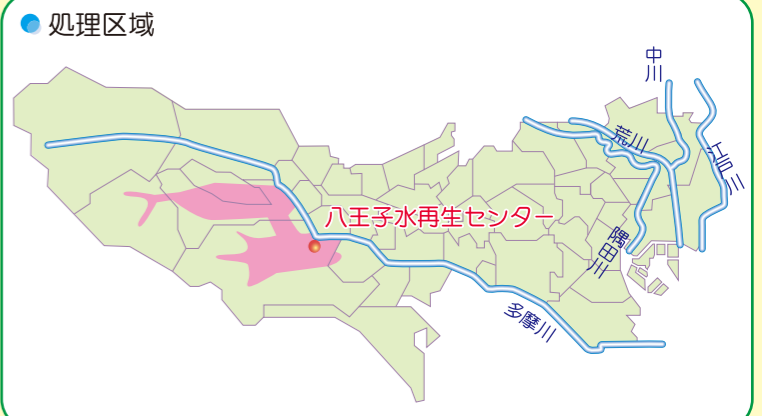 処理区域
中川
荒川
江戸川
八王子水再生センター
隅田川
多摩川